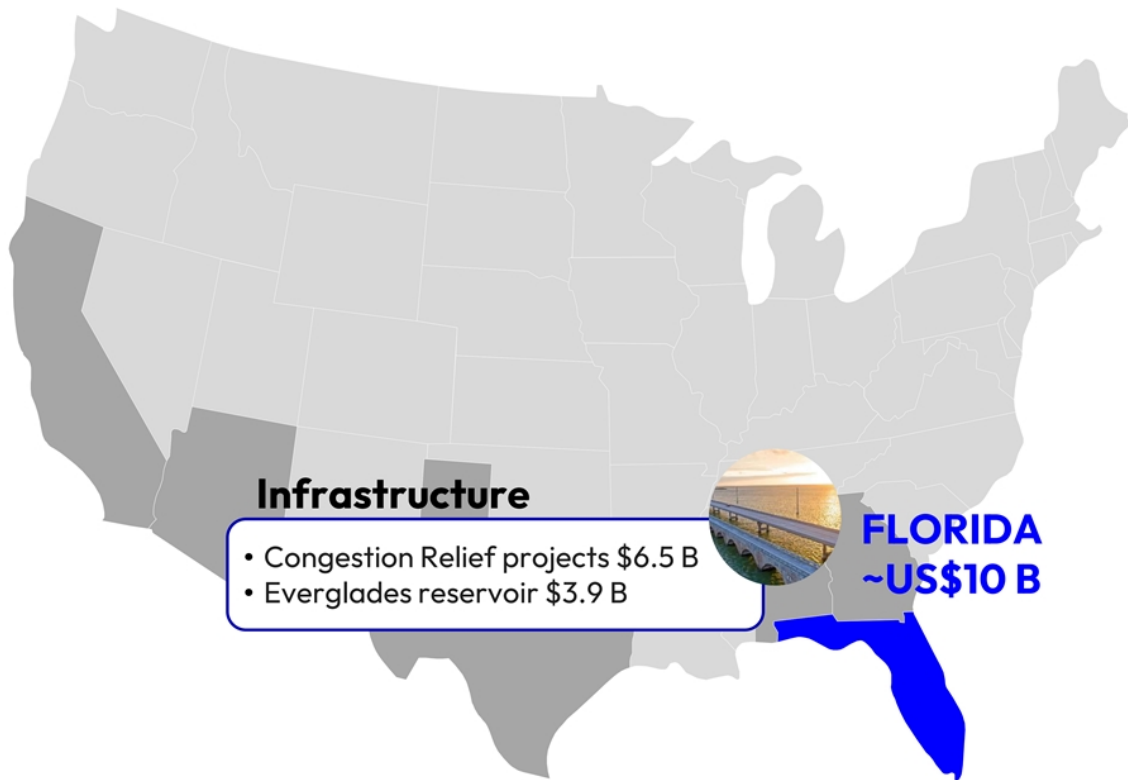 Infrastructure
• Congestion Relief projects $6.5 B
• Everglades reservoir $3.9 B
FLORIDA
~US$10 B